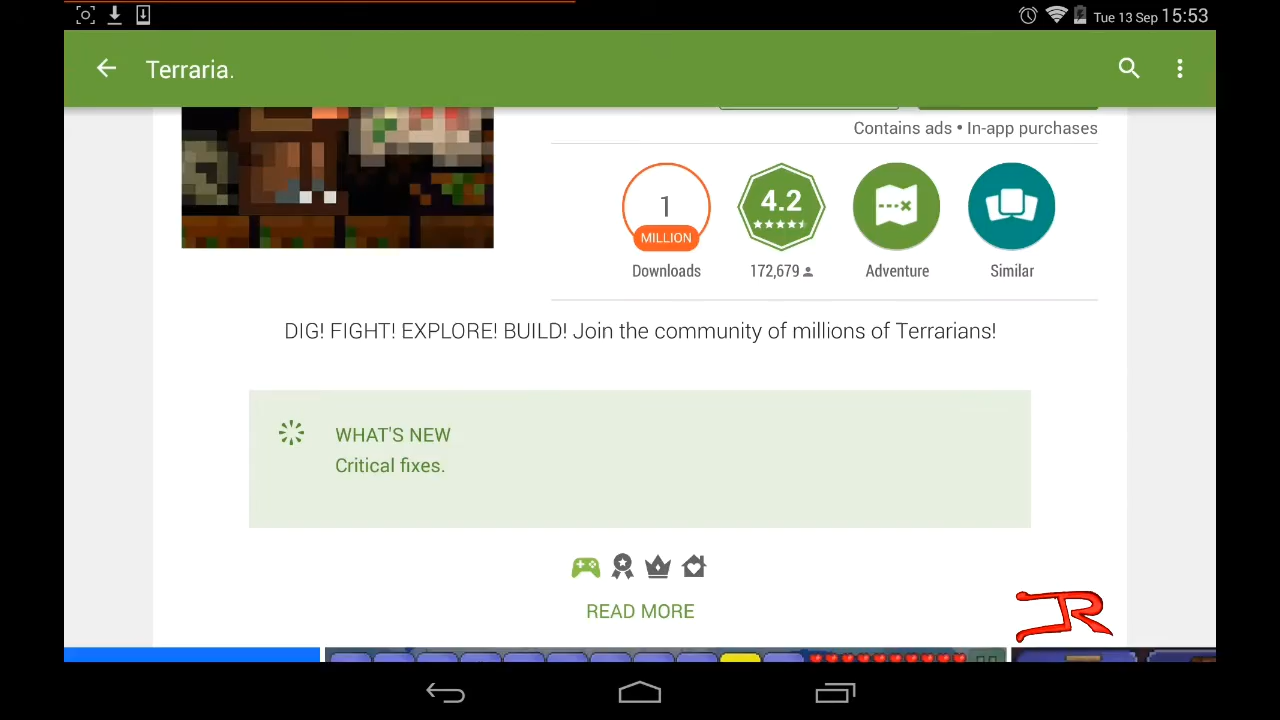 Tue 13 Sep 15:53
Terraria.
Contains ads • In-app purchases
1
MILLION
Downloads
4.2
172,679
Adventure
Similar
DIG! FIGHT! EXPLORE! BUILD! Join the community of millions of Terrarians!
WHAT'S NEW
Critical fixes.
READ MORE
JR